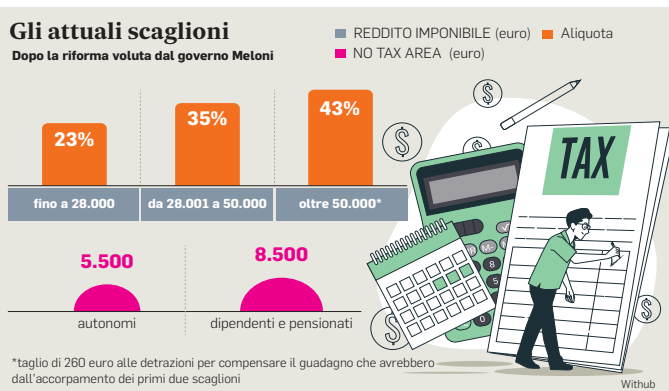 Gli attuali scaglioni
Dopo la riforma voluta dal governo Meloni
REDDITO IMPONIBILE (euro)
Aliquota
NO TAX AREA (euro)
23%
35%
43%
fino a 28.000
da 28.001 a 50.000
oltre 50.000*
5.500
8.500
autonomi
dipendenti e pensionati
TAX
*taglio di 260 euro alle detrazioni per compensare il guadagno che avrebbero
dall'accorpamento dei primi due scaglioni
Withub